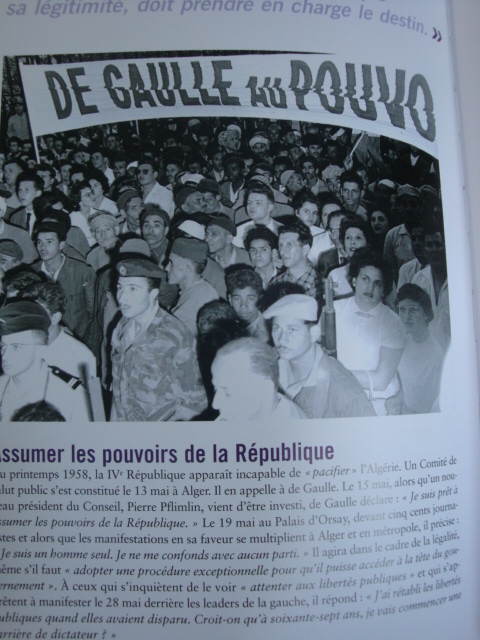 sa légitimité, doit prendre en charge le destin. »
DE GAULLE AU POUVO
Assumer les pouvoirs de la République
u printemps 1958, la IVe République apparaît incapable de « pacifier » l'Algérie. Un Comité de
lut public s'est constitué le 13 mai à Alger. Il en appelle à de Gaulle. Le 15 mai, alors qu'un nou-
eau président du Conseil, Pierre Pflimlin, vient d'être investi, de Gaulle déclare : « Je suis prêt à
ssumer les pouvoirs de la République. » Le 19 mai au Palais d'Orsay, devant cinq cents journa-
stes et alors que les manifestations en sa faveur se multiplient à Alger et en métropole, il précise :
Je suis un homme seul. Je ne me confonds avec aucun parti. » Il agira dans le cadre de la légalité,
ême s'il faut « adopter une procédure exceptionnelle pour qu'il puisse accéder à la tête du gou-
ernement ». À ceux qui s'inquiètent de le voir « attenter aux libertés publiques » et qui s'ap-
rêtent à manifester le 28 mai derrière les leaders de la gauche, il répond : « J'ai rétabli les libertés
ubliques quand elles avaient disparu. Croit-on qu'à soixante-sept ans, je vais commencer une
arrière de dictateur ? »